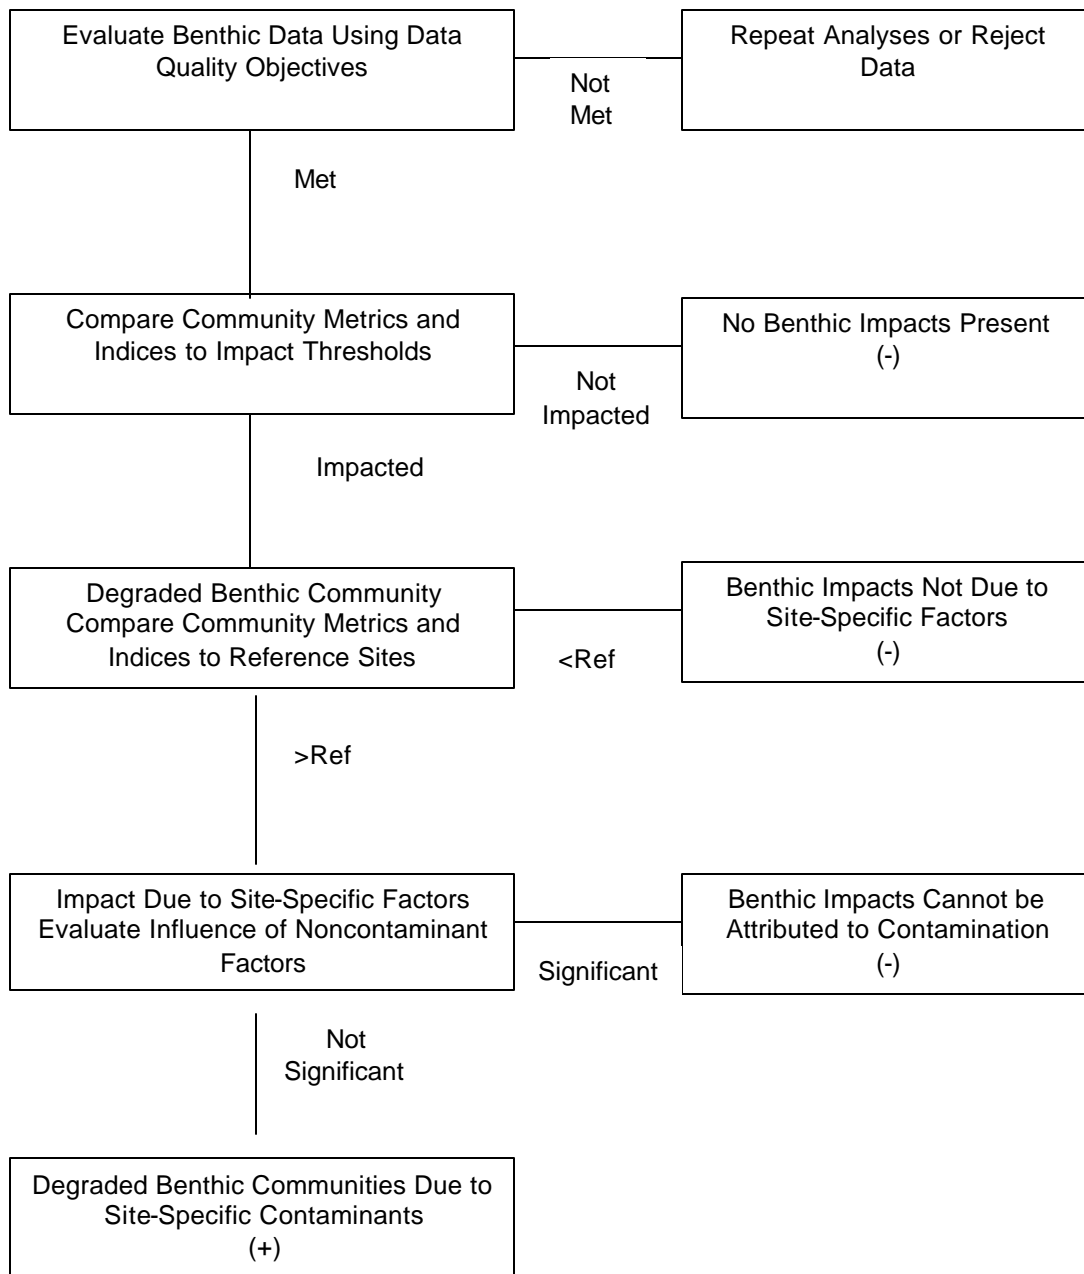 Evaluate Benthic Data Using Data
Quality Objectives
Not
Met
Repeat Analyses or Reject
Data
Met
Compare Community Metrics and
Indices to Impact Thresholds
Not
Impacted
No Benthic Impacts Present
(-)
Impacted
Degraded Benthic Community
Compare Community Metrics and
Indices to Reference Sites
<Ref
Benthic Impacts Not Due to
Site-Specific Factors
(-)
>Ref
Impact Due to Site-Specific Factors
Evaluate Influence of Noncontaminant
Factors
Significant
Benthic Impacts Cannot be
Attributed to Contamination
(-)
Not
Significant
Degraded Benthic Communities Due to
Site-Specific Contaminants
(+)